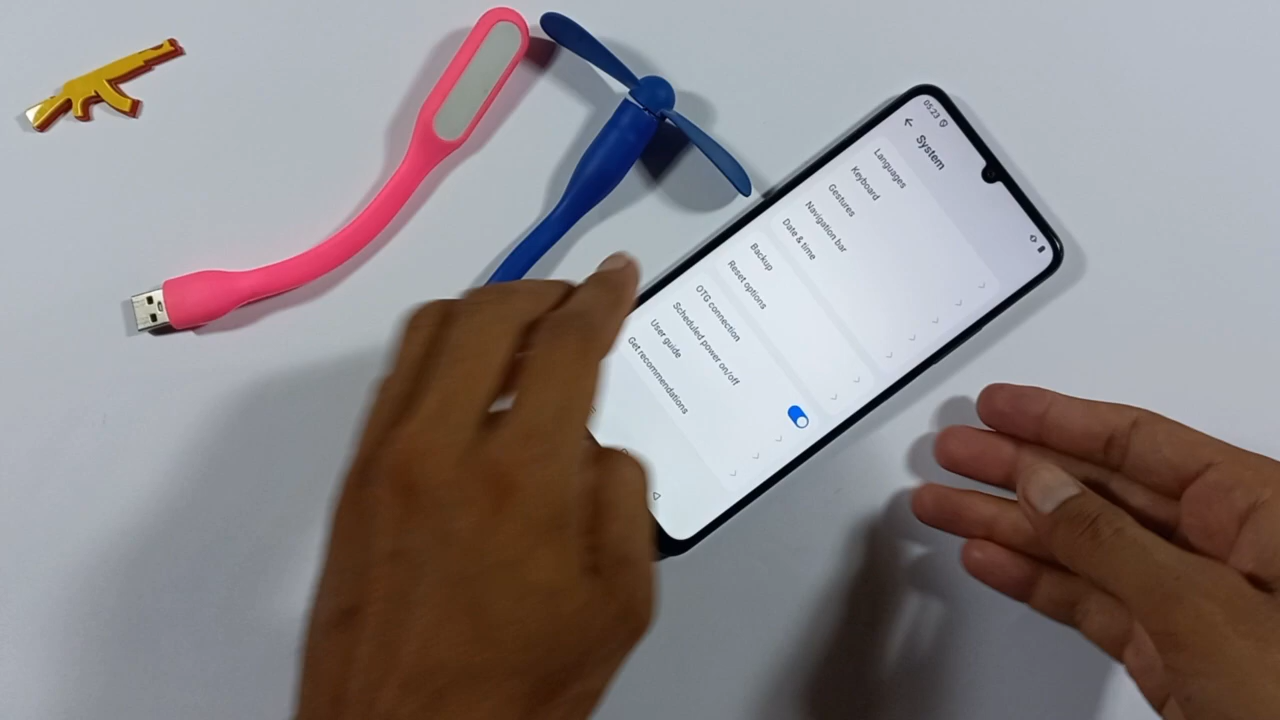 05:23
System
Languages
Keyboard
Gestures
Navigation bar
Date & time
Backup
Reset options
OTG connection
Scheduled power on/off
User guide
Get recommendations